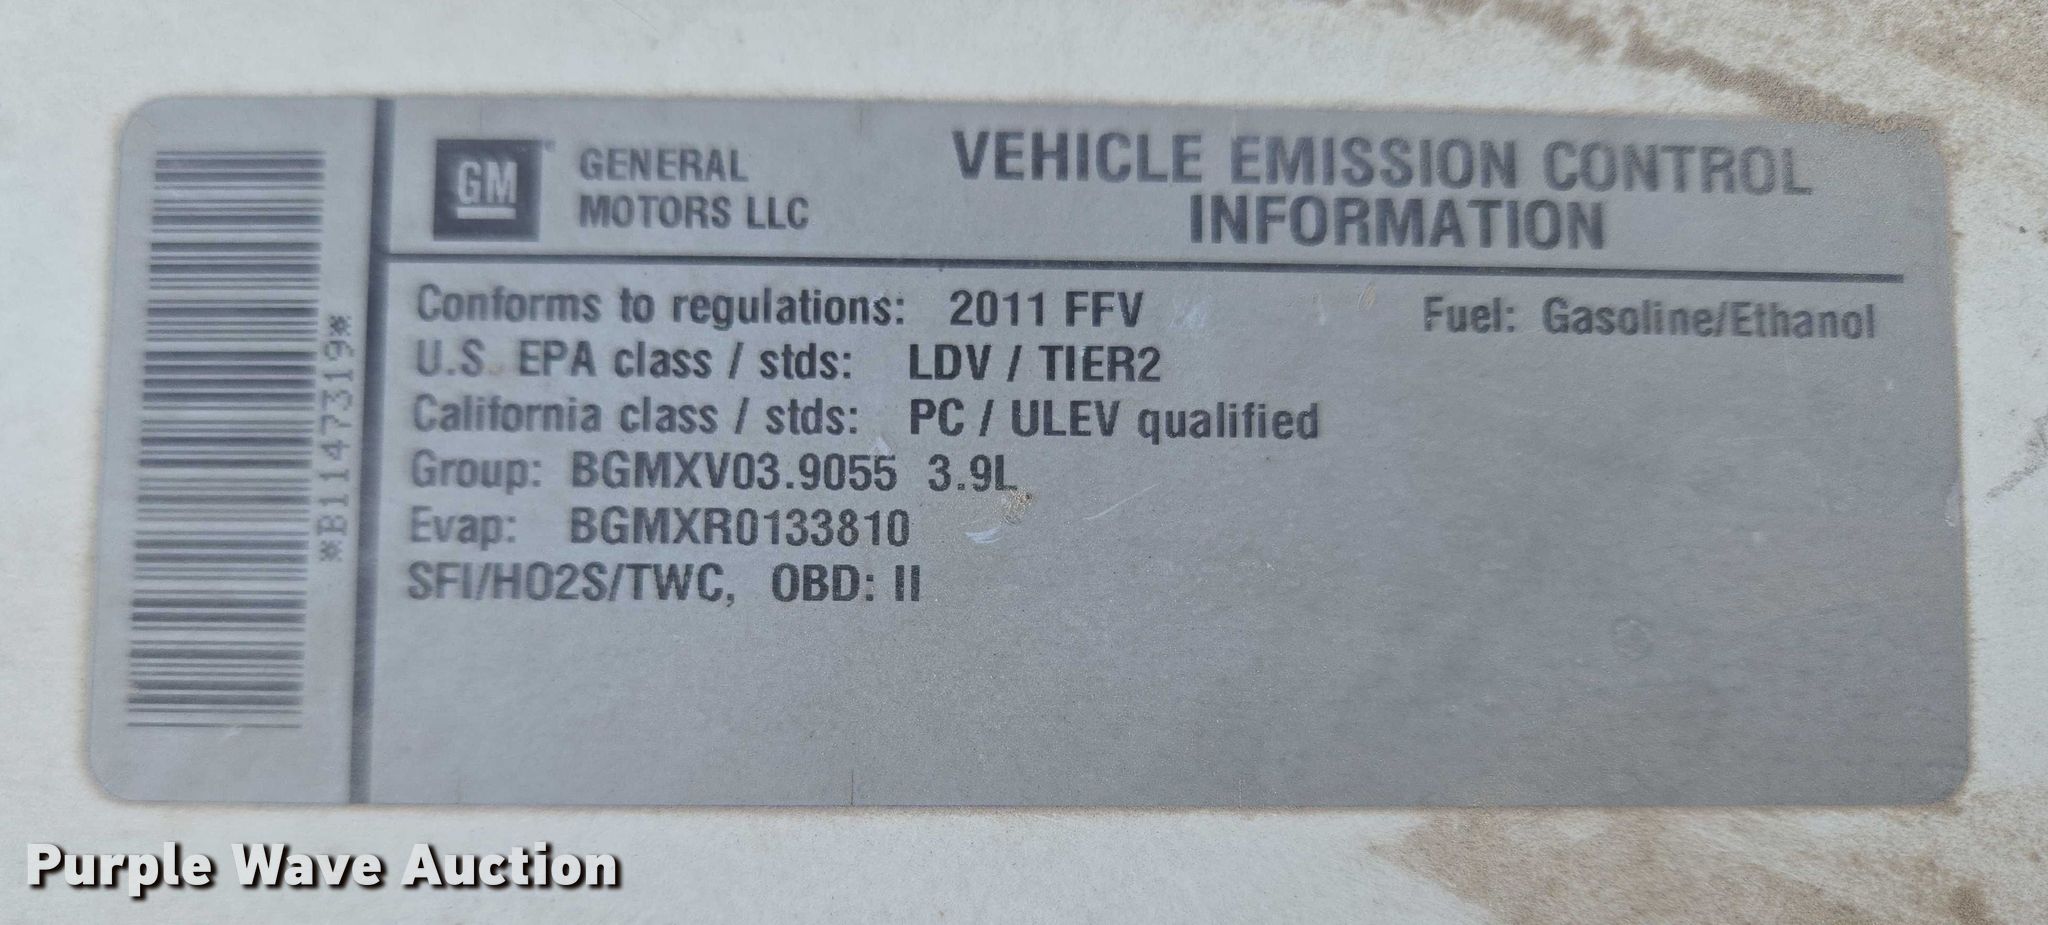 *B11473319*
GM
GENERAL
MOTORS LLC
VEHICLE EMISSION CONTROL
INFORMATION
Conforms to regulations: 2011 FFV Fuel: Gasoline/Ethanol
U.S. EPA class / stds: LDV / TIER2
California class / stds: PC / ULEV qualified
Group: BGMXV03.9055 3.9L
Evap: BGMXR0133810
SFI/HO2S/TWC, OBD: II
Purple Wave Auction